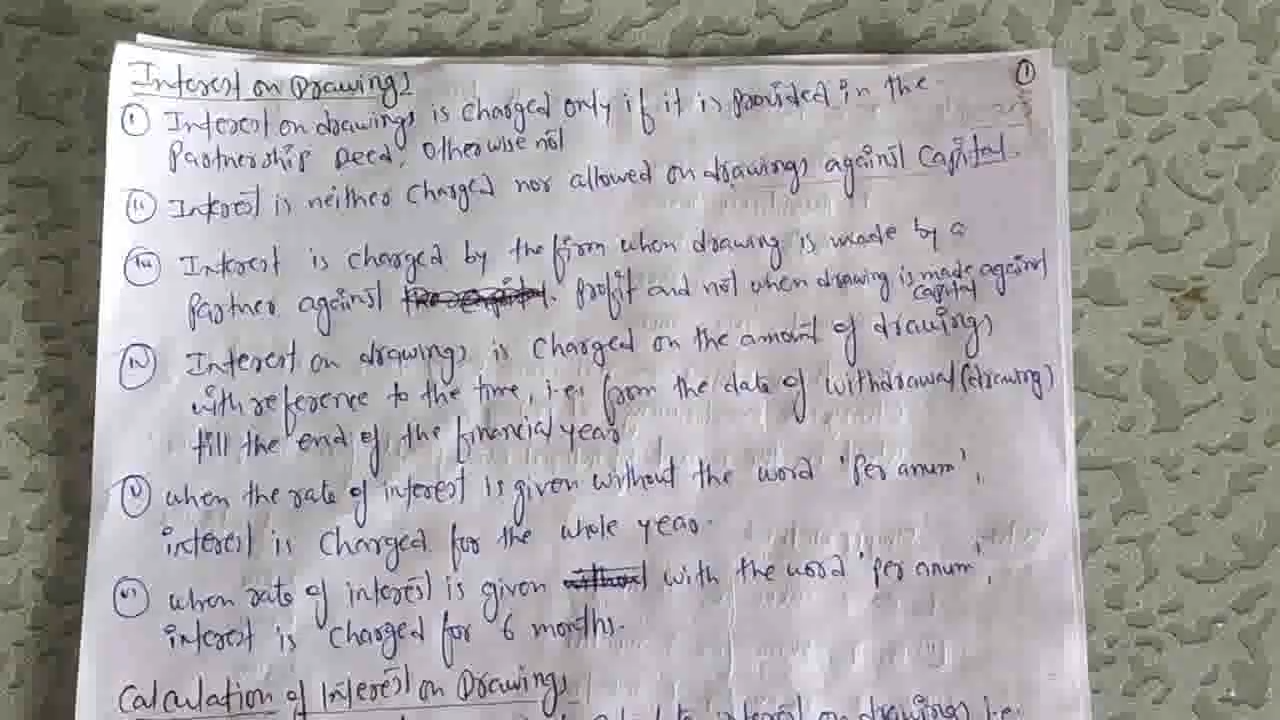 Interest on Drawings
①
(i) Interest on drawings is charged only if it is provided in the
Partnership Deed, Otherwise not
(ii) Interest is neither charged nor allowed on drawings against Capital.
(iii) Interest is charged by the firm when drawing is made by a
Partner against profit and not when drawing is made against
capital
(iv) Interest on drawings is charged on the amount of drawings
with reference to the time, i.e. from the date of withdrawal (drawing)
till the end of the financial year
(v) when the rate of interest is given without the word 'per anum',
interest is charged for the whole year.
(vi) when rate of interest is given with the word 'per anum',
interest is charged for 6 months.
Calculation of Interest on Drawings
interest on drawings i.e.